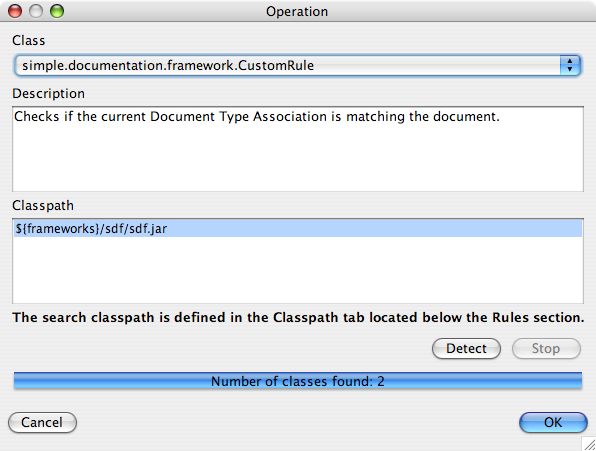 Operation
Class
simple.documentation.framework.CustomRule
Description
Checks if the current Document Type Association is matching the document.
Classpath
${frameworks}/sdf/sdf.jar
The search classpath is defined in the Classpath tab located below the Rules section.
Detect Stop
Number of classes found: 2
Cancel OK